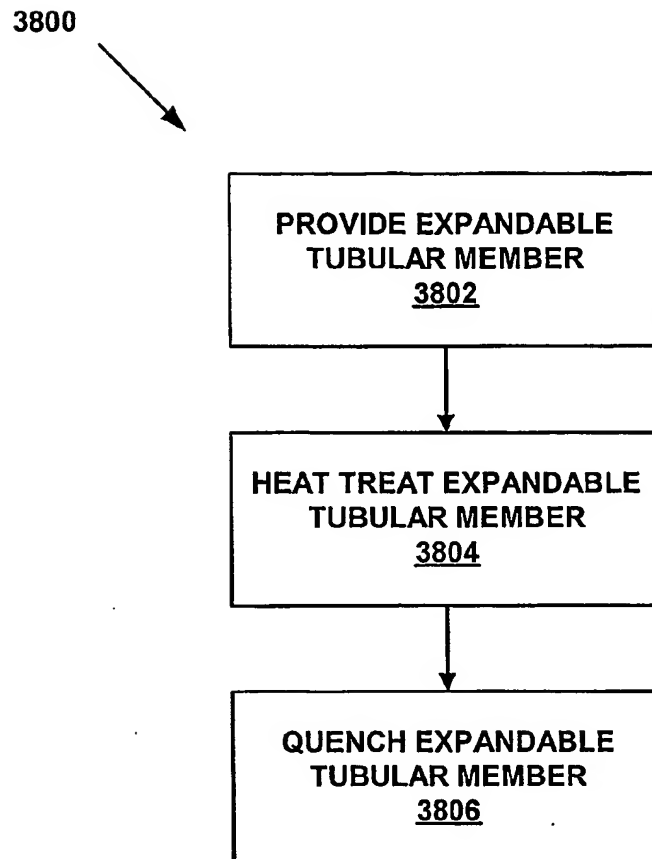 3800
PROVIDE EXPANDABLE
TUBULAR MEMBER
3802
HEAT TREAT EXPANDABLE
TUBULAR MEMBER
3804
QUENCH EXPANDABLE
TUBULAR MEMBER
3806